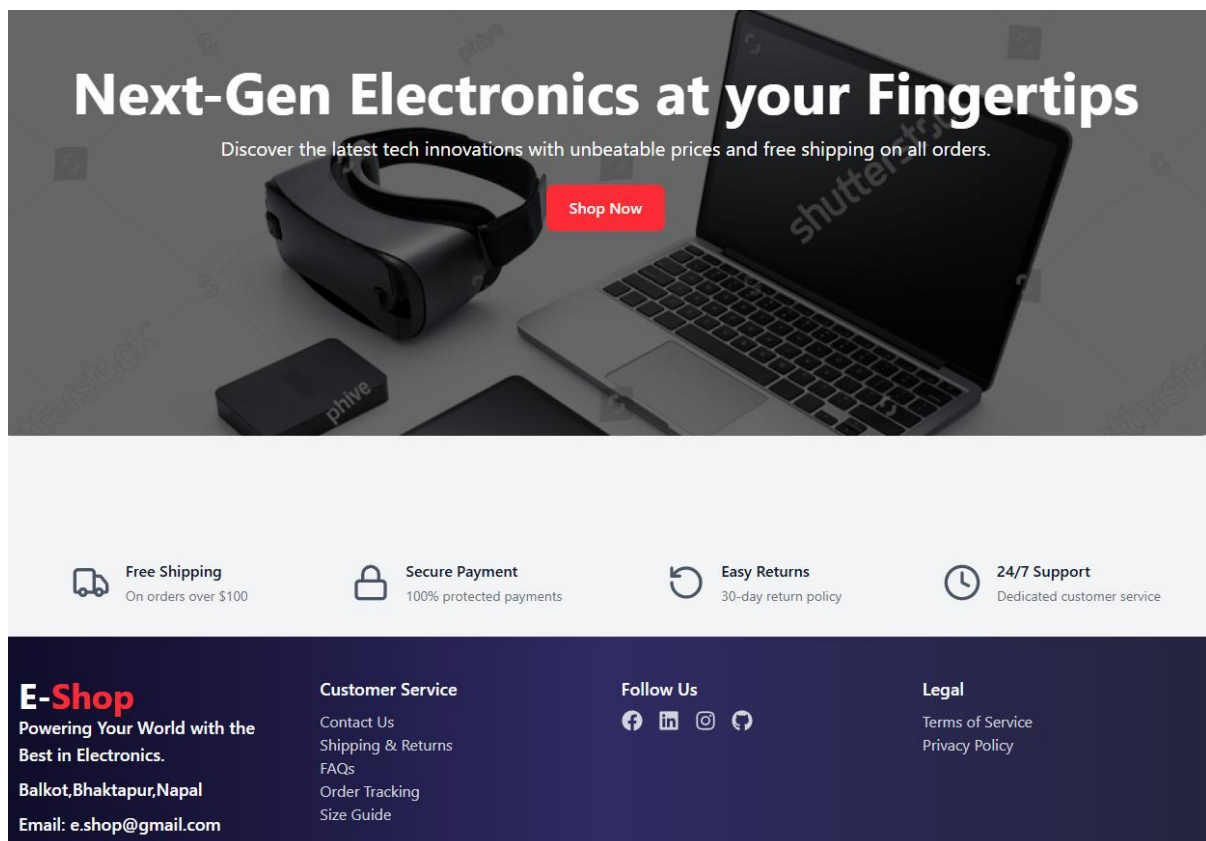 phive
Next-Gen Electronics at your Fingertips
Discover the latest tech innovations with unbeatable prices and free shipping on all orders.
shutterstock
Shop Now
phive
Free Shipping
On orders over $100
Secure Payment
100% protected payments
Easy Returns
30-day return policy
24/7 Support
Dedicated customer service
E-Shop
Powering Your World with the
Best in Electronics.
Balkot,Bhaktapur,Nepal
Email: e.shop@gmail.com
Customer Service
Contact Us
Shipping & Returns
FAQs
Order Tracking
Size Guide
Follow Us
Legal
Terms of Service
Privacy Policy